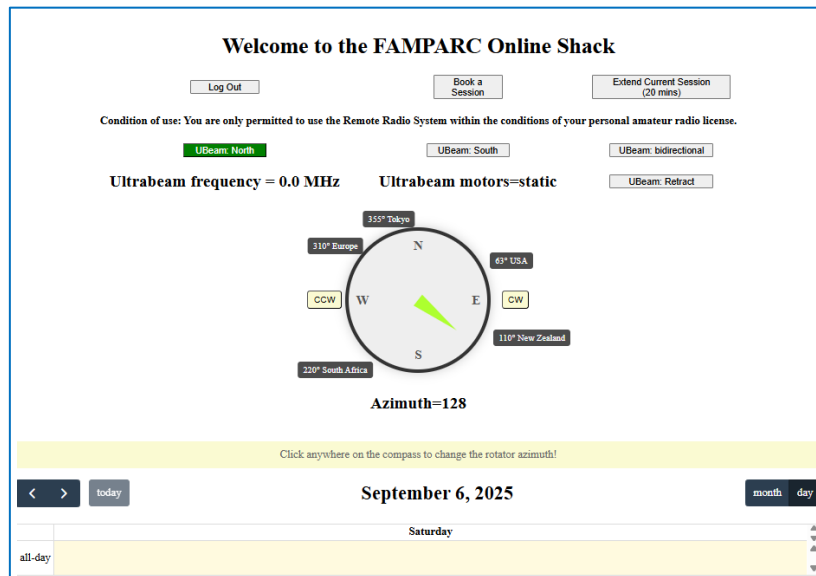 Welcome to the FAMPARC Online Shack
Log Out
Book a
Session
Extend Current Session
(20 mins)
Condition of use: You are only permitted to use the Remote Radio System within the conditions of your personal amateur radio license.
UBeam: North
UBeam: South
UBeam: bidirectional
Ultrabeam frequency = 0.0 MHz
Ultrabeam motors=static
UBeam: Retract
355° Tokyo
310° Europe
N
63° USA
CCW
W
E
CW
110° New Zealand
S
220° South Africa
Azimuth=128
Click anywhere on the compass to change the rotator azimuth!
today
September 6, 2025
month
day
Saturday
all-day